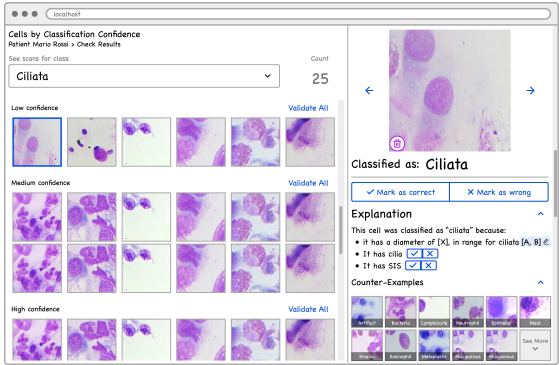 localhost
Cells by Classification Confidence
Patient Mario Rossi > Check Results
See scans for class:
Count
Ciliata
25
Low confidence
Validate All
Medium confidence
Validate All
High confidence
Validate All
Classified as: Ciliata
Mark as correct
Mark as wrong
Explanation
This cell was classified as "ciliata" because:
• it has a diameter of [X], in range for ciliata [A, B]
• It has cilia
• It has SIS
Counter-Examples
Artifact
Bacteria
Lymphocyte
Neutrophil
Epithelial
Mast
Emazia
Eosinophil
Metaplastic
Muciparous
Muciparous
See More